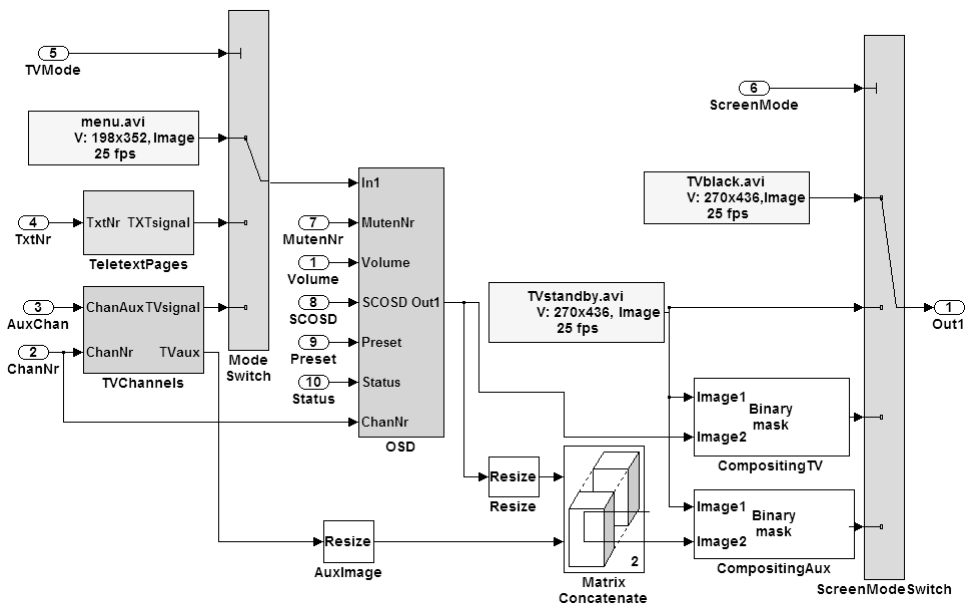 5
TVMode
menu.avi
V: 198x352, Image
25 fps
4
TxtNr
TxtNr TXTsignal
TeletextPages
3
AuxChan
ChanAux TVsignal
2
ChanNr
ChanNr
TVaux
TVChannels
Mode
Switch
In1
7
MutenNr
MutenNr
1
Volume
Volume
8
SCOSD
SCOSD Out1
9
Preset
Preset
10
Status
Status
ChanNr
OSD
Resize
AuxImage
Resize
Resize
2
Matrix
Concatenate
6
ScreenMode
TVblack.avi
V: 270x436,Image
25 fps
TVstandby.avi
V: 270x436, Image
25 fps
Image1
Image2
Binary
mask
CompositingTV
Image1
Image2
Binary
mask
CompositingAux
ScreenModeSwitch
1
Out1